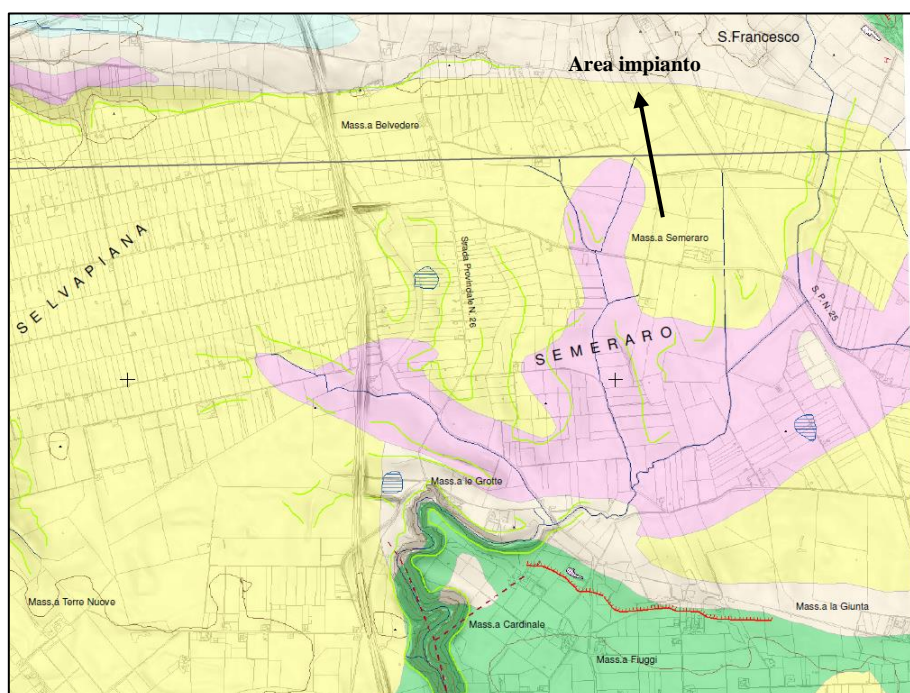 S.Francesco
Area impianto
Mass.a Belvedere
SELVAPIANA
Mass.a Semeraro
Strada Provinciale N. 26
S.P.N 25
SEMERARO
Mass.a le Grotte
Mass.a Terre Nuove
Mass.a la Giunta
Mass.a Cardinale
Mass.a Fiuggi